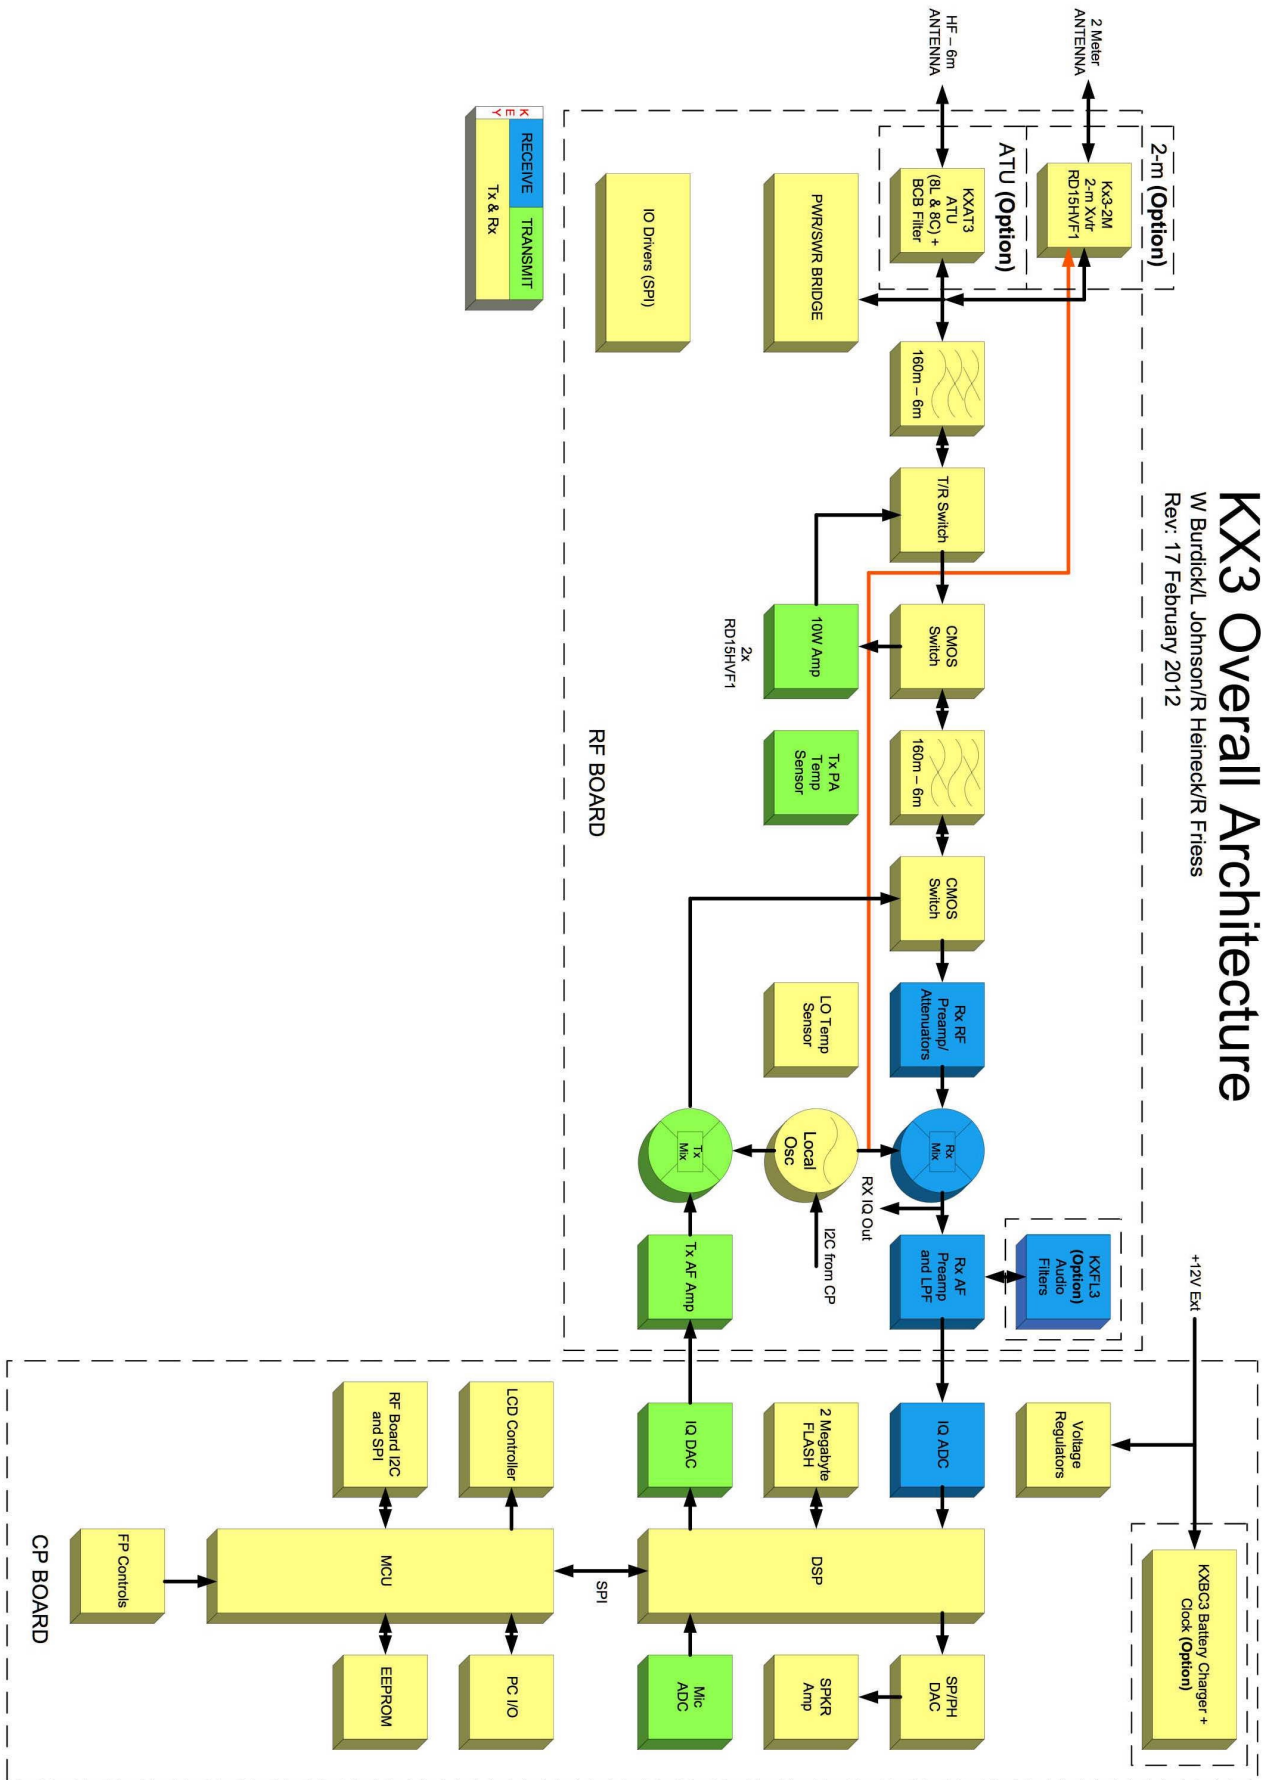 KX3 Overall Architecture
W Burdick/L Johnson/R Heineck/R Friess
Rev: 17 February 2012
2 Meter
ANTENNA
HF – 6m
ANTENNA
2-m (Option)
Kx3-2M
2-m Xvtr
RD15HVF1
ATU (Option)
KXAT3
ATU
(8L & 8C) +
BCB Filter
PWR/SWR BRIDGE
IO Drivers (SPI)
160m – 6m
T/R Switch
CMOS
Switch
10W Amp
2x
RD15HVF1
160m – 6m
Tx PA
Temp
Sensor
CMOS
Switch
Rx RF
Preamp/
Attenuators
LO Temp
Sensor
Rx
Mix
Local
Osc
Tx
Mix
RX IQ Out
I2C from CP
KXFL3
(Option)
Audio
Filters
Rx AF
Preamp
and LPF
Tx AF Amp
RF BOARD
+12V Ext
Voltage
Regulators
KXBC3 Battery Charger +
Clock (Option)
IQ ADC
2 Megabyte
FLASH
IQ DAC
LCD Controller
RF Board I2C
and SPI
DSP
SPI
MCU
FP Controls
SP/PH
DAC
SPKR
Amp
Mic
ADC
PC I/O
EEPROM
CP BOARD
KEY
RECEIVE
TRANSMIT
Tx & Rx